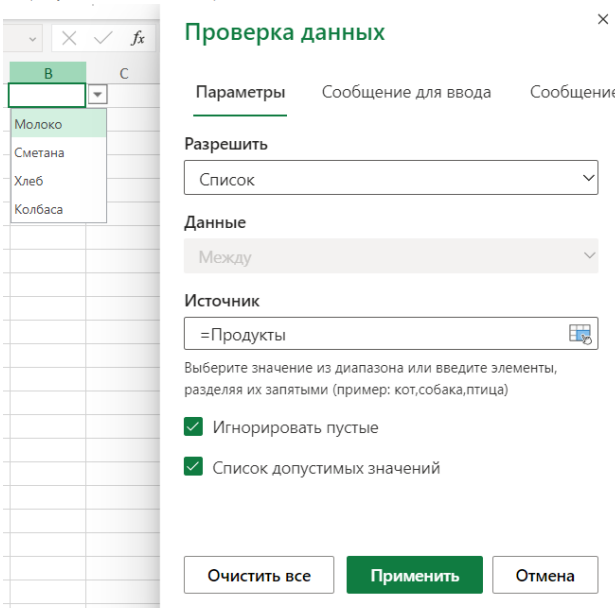 Проверка данных
fx
B C
Параметры Сообщение для ввода Сообщение
Молоко
Сметана
Хлеб
Колбаса
Разрешить
Список
Данные
Между
Источник
=Продукты
Выберите значение из диапазона или введите элементы,
разделяя их запятыми (пример: кот,собака,птица)
Игнорировать пустые
Список допустимых значений
Очистить все Применить Отмена